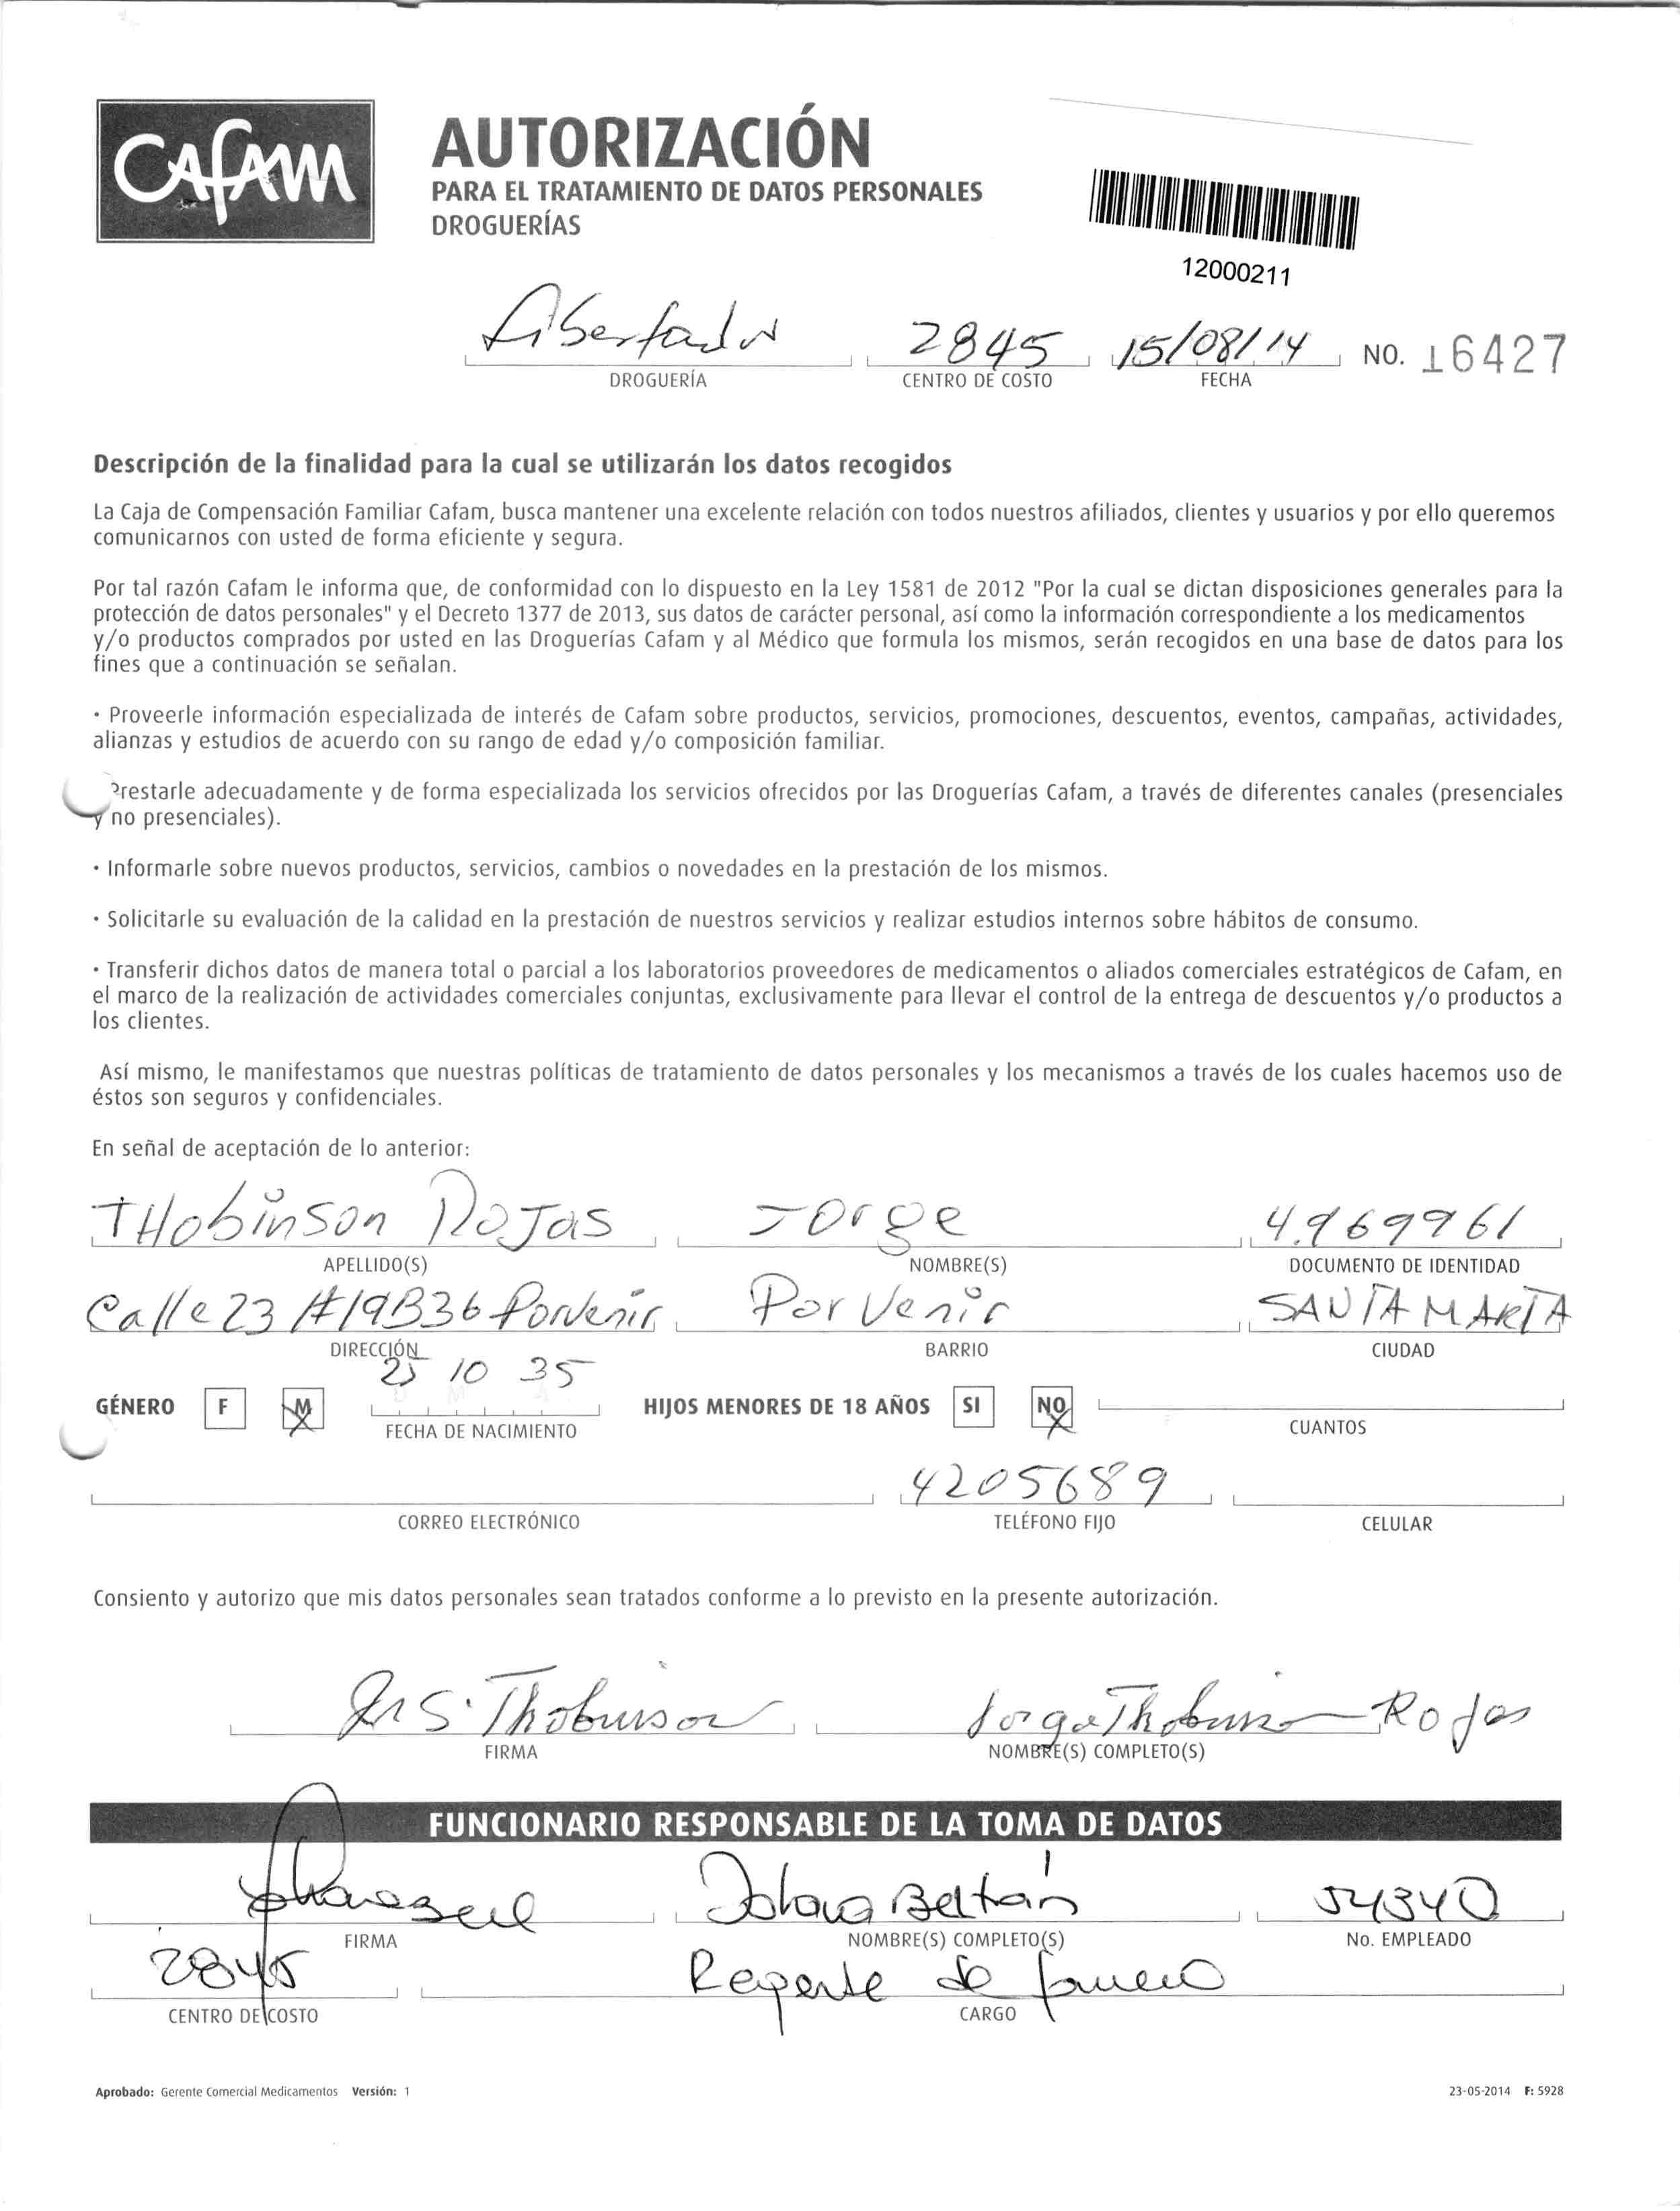 CAfAM
AUTORIZACIÓN
PARA EL TRATAMIENTO DE DATOS PERSONALES
DROGUERÍAS
12000211
Libertador 2845 15/08/14 NO. 16427
DROGUERÍA CENTRO DE COSTO FECHA
Descripción de la finalidad para la cual se utilizarán los datos recogidos
La Caja de Compensación Familiar Cafam, busca mantener una excelente relación con todos nuestros afiliados, clientes y usuarios y por ello queremos
comunicarnos con usted de forma eficiente y segura.
Por tal razón Cafam le informa que, de conformidad con lo dispuesto en la Ley 1581 de 2012 "Por la cual se dictan disposiciones generales para la
protección de datos personales" y el Decreto 1377 de 2013, sus datos de carácter personal, así como la información correspondiente a los medicamentos
y/o productos comprados por usted en las Droguerías Cafam y al Médico que formula los mismos, serán recogidos en una base de datos para los
fines que a continuación se señalan.
· Proveerle información especializada de interés de Cafam sobre productos, servicios, promociones, descuentos, eventos, campañas, actividades,
alianzas y estudios de acuerdo con su rango de edad y/o composición familiar.
Prestarle adecuadamente y de forma especializada los servicios ofrecidos por las Droguerías Cafam, a través de diferentes canales (presenciales
y no presenciales).
· Informarle sobre nuevos productos, servicios, cambios o novedades en la prestación de los mismos.
· Solicitarle su evaluación de la calidad en la prestación de nuestros servicios y realizar estudios internos sobre hábitos de consumo.
· Transferir dichos datos de manera total o parcial a los laboratorios proveedores de medicamentos o aliados comerciales estratégicos de Cafam, en
el marco de la realización de actividades comerciales conjuntas, exclusivamente para llevar el control de la entrega de descuentos y/o productos a
los clientes.
Así mismo, le manifestamos que nuestras políticas de tratamiento de datos personales y los mecanismos a través de los cuales hacemos uso de
éstos son seguros y confidenciales.
En señal de aceptación de lo anterior:
THobinson Rojas Jorge 4.969961
APELLIDO(S) NOMBRE(S) DOCUMENTO DE IDENTIDAD
Calle 23 #19B36 Porvenir Porvenir SANTA MARTA
DIRECCIÓN BARRIO CIUDAD
25 10 35
GÉNERO F M HIJOS MENORES DE 18 AÑOS SI NO
FECHA DE NACIMIENTO CUANTOS
4205689
CORREO ELECTRÓNICO TELÉFONO FIJO CELULAR
Consiento y autorizo que mis datos personales sean tratados conforme a lo previsto en la presente autorización.
Thobinson Jorge Thobinson Rojas
FIRMA NOMBRE(S) COMPLETO(S)
FUNCIONARIO RESPONSABLE DE LA TOMA DE DATOS
Johana Beltrán 54340
FIRMA NOMBRE(S) COMPLETO(S) No. EMPLEADO
2845 Regente de
CENTRO DE COSTO CARGO
Aprobado: Gerente Comercial Medicamentos Versión: 1 23-05-2014 F: 5928